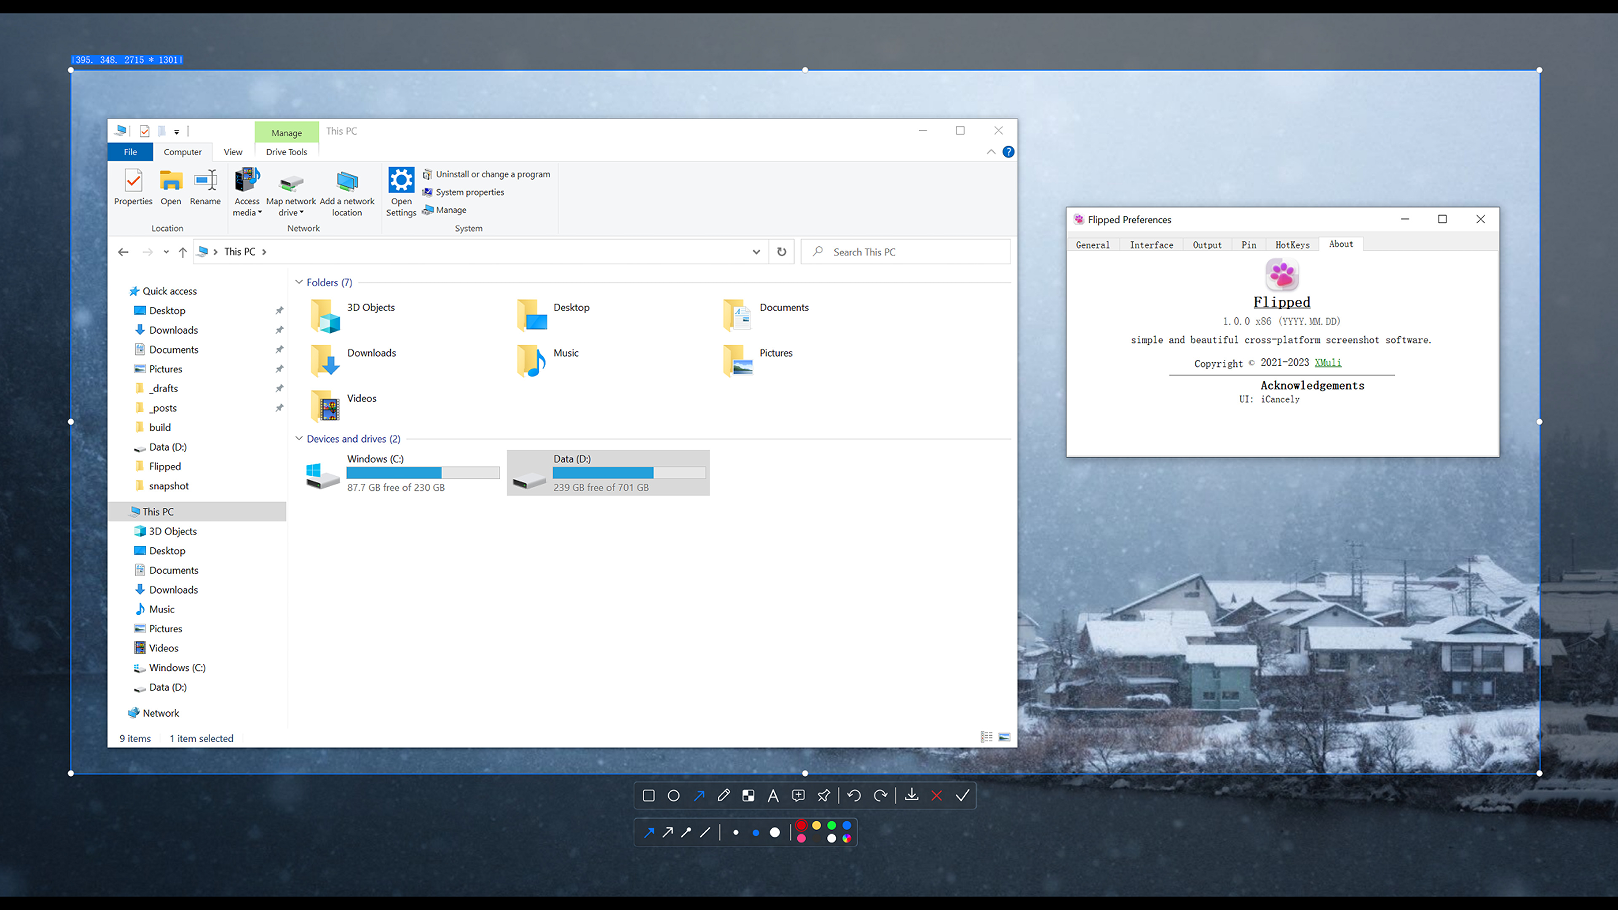 395. 348. 2715 * 1301
Manage
This PC
File
Computer
View
Drive Tools
Properties
Open
Rename
Access media
Map network drive
Add a network location
Open Settings
Uninstall or change a program
System properties
Manage
Location
Network
System
This PC
Search This PC
Quick access
Desktop
Downloads
Documents
Pictures
_drafts
_posts
build
Data (D:)
Flipped
snapshot
This PC
3D Objects
Desktop
Documents
Downloads
Music
Pictures
Videos
Windows (C:)
Data (D:)
Network
Folders (7)
3D Objects
Desktop
Documents
Downloads
Music
Pictures
Videos
Devices and drives (2)
Windows (C:)
87.7 GB free of 230 GB
Data (D:)
239 GB free of 701 GB
9 items
1 item selected
Flipped Preferences
General
Interface
Output
Pin
HotKeys
About
Flipped
1.0.0 x86 (YYYY.MM.DD)
simple and beautiful cross-platform screenshot software.
Copyright © 2021-2023 XMuli
Acknowledgements
UI: iCancely